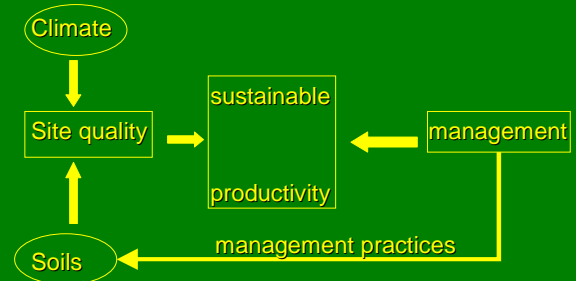 Climate
sustainable
Site quality
management
productivity
management practices
Soils